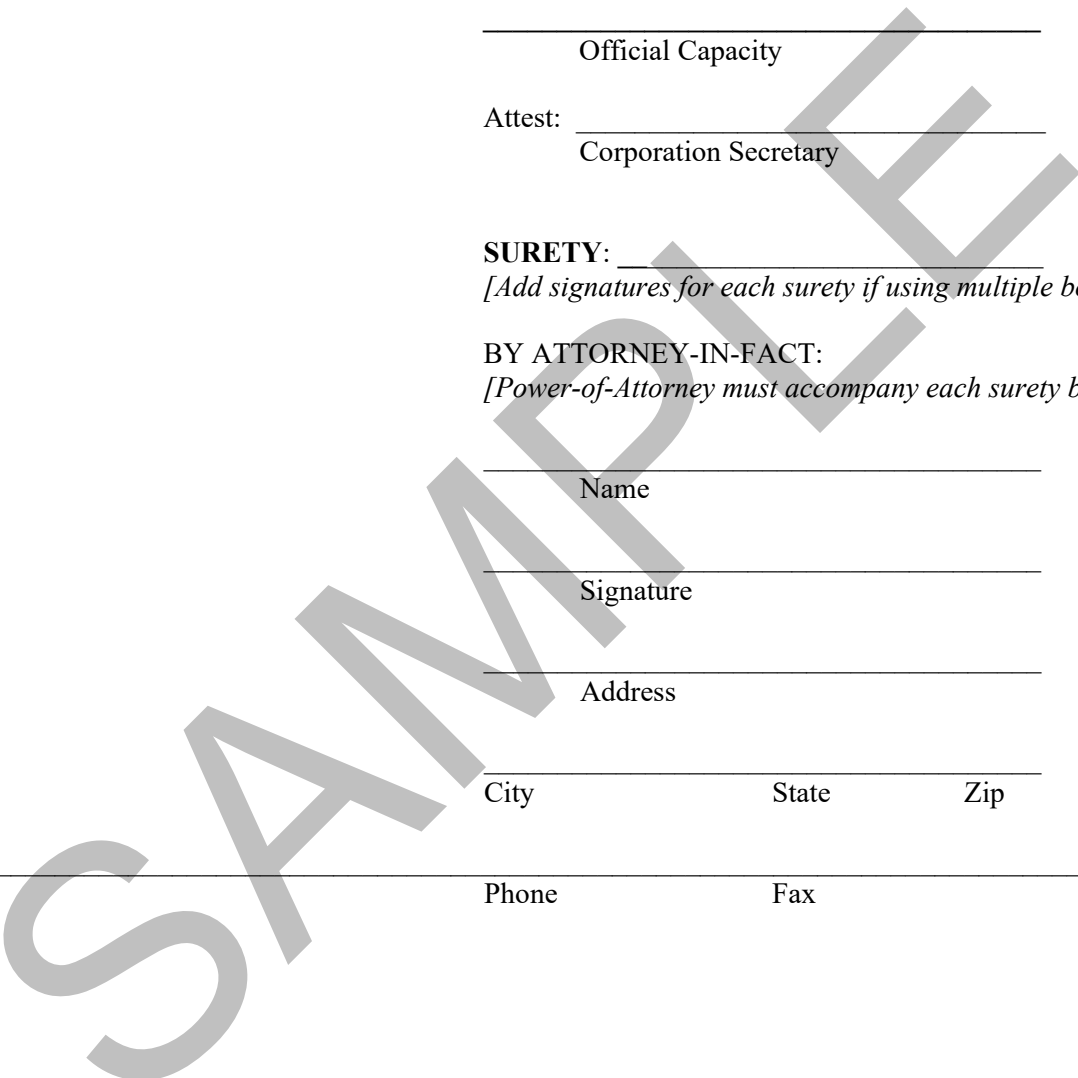 Official Capacity
Attest:
Corporation Secretary
SURETY:
[Add signatures for each surety if using multiple
BY ATTORNEY-IN-FACT:
[Power-of-Attorney must accompany each surety
Name
Signature
Address
City State Zip
Phone Fax
SAMPLE